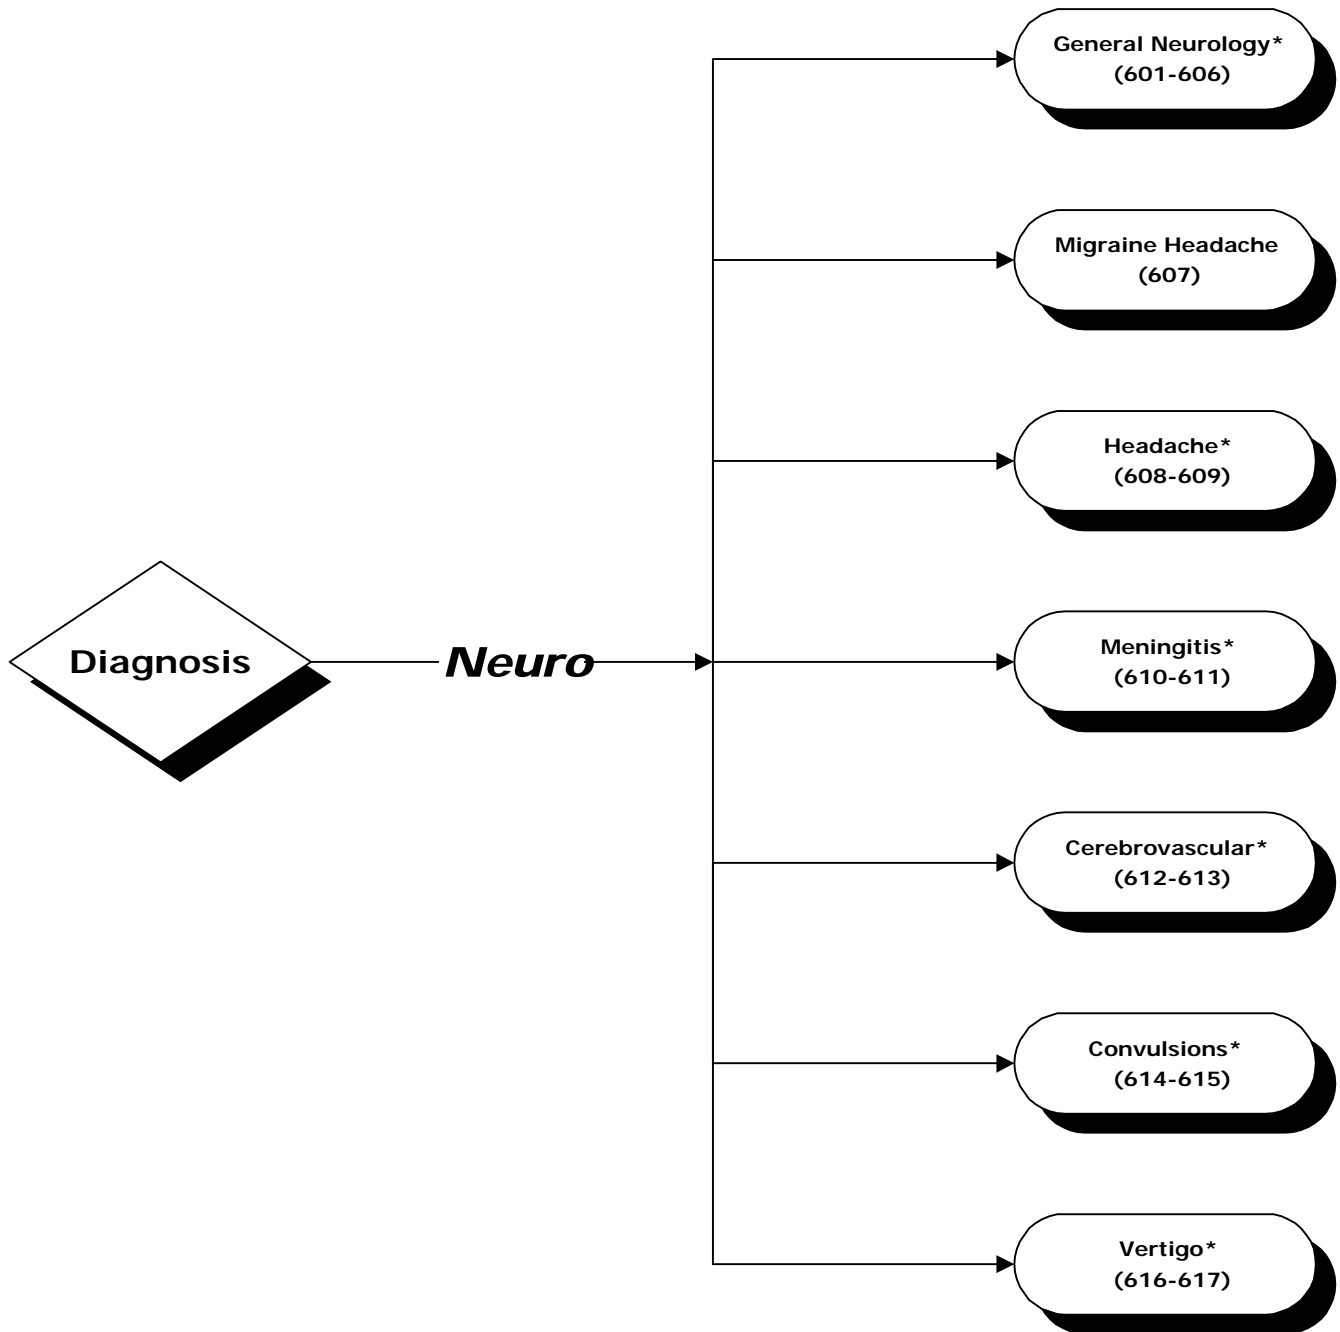 General Neurology*
(601-606)
Migraine Headache
(607)
Headache*
(608-609)
Diagnosis
Neuro
Meningitis*
(610-611)
Cerebrovascular*
(612-613)
Convulsions*
(614-615)
Vertigo*
(616-617)